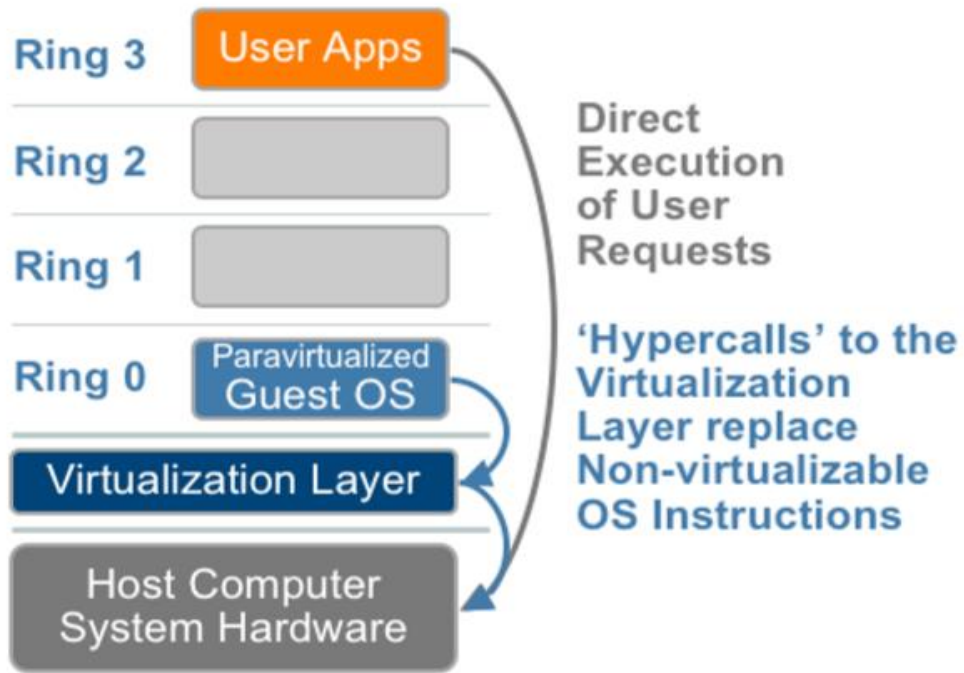 Ring 3
User Apps
Ring 2
Ring 1
Ring 0
Paravirtualized
Guest OS
Virtualization Layer
Host Computer
System Hardware
Direct
Execution
of User
Requests
‘Hypercalls’ to the
Virtualization
Layer replace
Non-virtualizable
OS Instructions